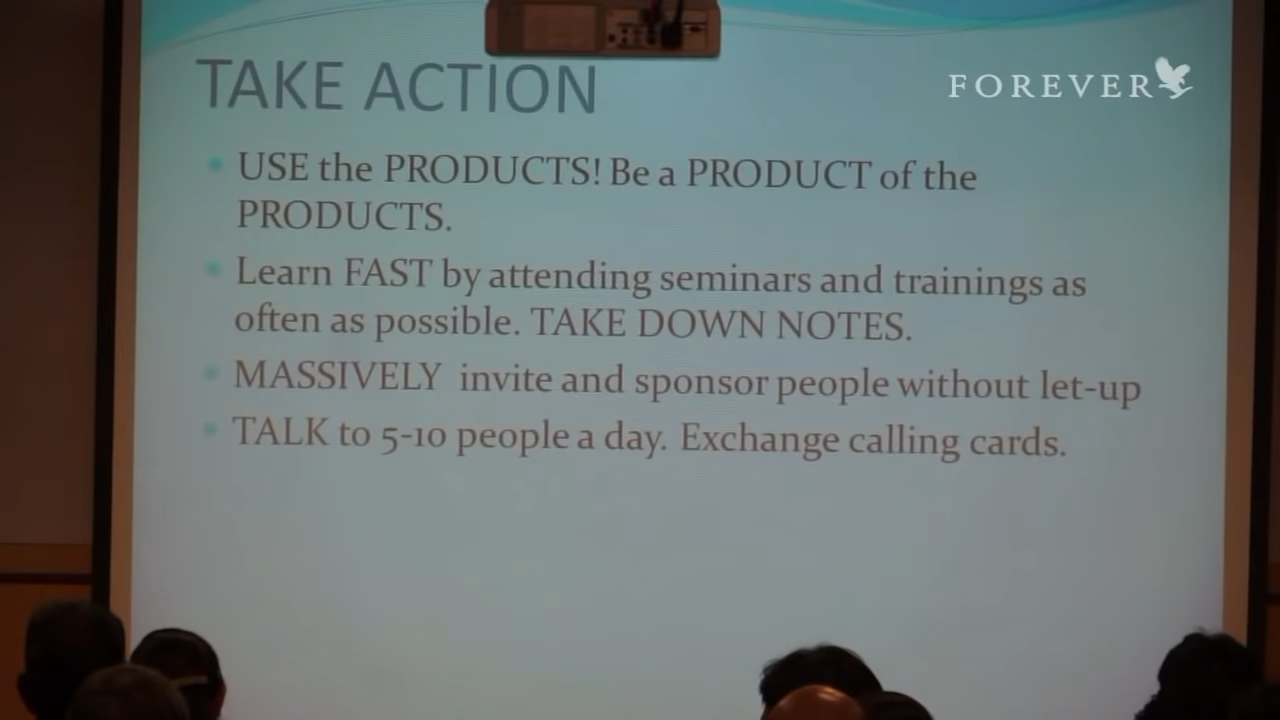 TAKE ACTION
FOREVER
USE the PRODUCTS! Be a PRODUCT of the
PRODUCTS.
Learn FAST by attending seminars and trainings as
often as possible. TAKE DOWN NOTES.
MASSIVELY invite and sponsor people without let-up
TALK to 5-10 people a day. Exchange calling cards.